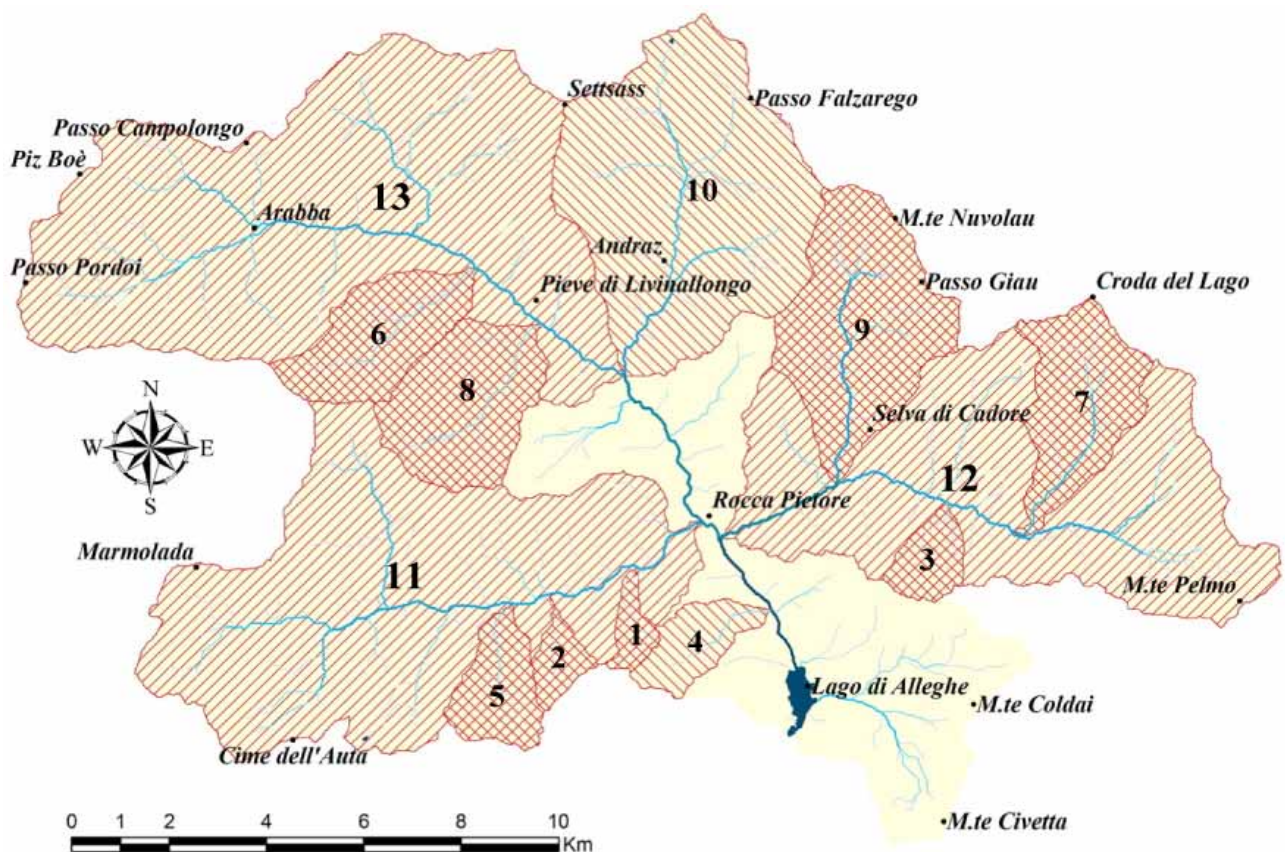 Settsass
Passo Falzarego
Passo Campolongo
Piz Boè
13
10
M.te Nuvolau
Arabba
Andraz
Passo Pordoi
Pieve di Livinallongo
Passo Giau
Croda del Lago
6
9
8
7
N
W
E
S
Selva di Cadore
12
Rocca Pietore
Marmolada
3
11
M.te Pelmo
1
4
2
5
Lago di Alleghe
M.te Coldai
Cime dell'Auta
0 1 2 4 6 8 10
Km
M.te Civetta